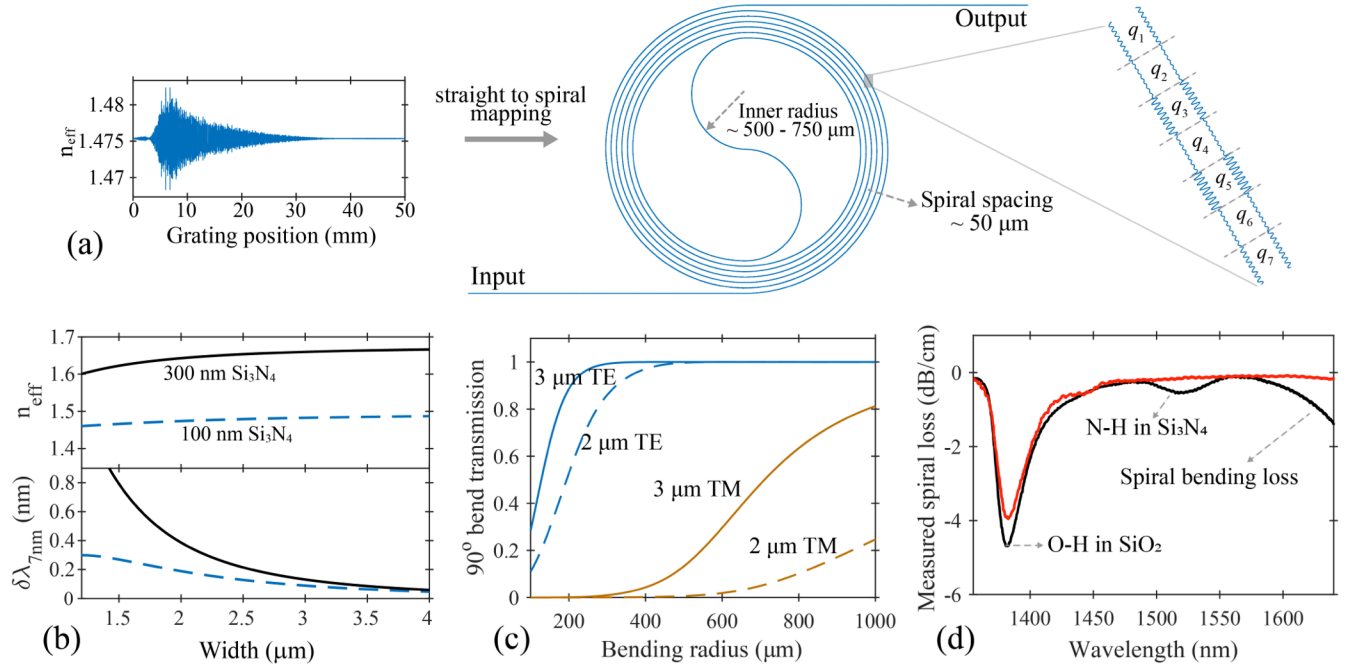 1.48
1.475
1.47
n_eff
0 10 20 30 40 50
Grating position (mm)
(a)
straight to spiral
mapping
Output
Input
Inner radius
~ 500 - 750 μm
Spiral spacing
~ 50 μm
q₁
q₂
q₃
q₄
q₅
q₆
q₇
1.7
1.6
1.5
1.4
n_eff
300 nm Si₃N₄
100 nm Si₃N₄
0.8
0.6
0.4
0.2
0
δλ_7nm (nm)
1.5 2 2.5 3 3.5 4
Width (μm)
(b)
1
0.8
0.6
0.4
0.2
0
90° bend transmission
3 μm TE
2 μm TE
3 μm TM
2 μm TM
200 400 600 800 1000
Bending radius (μm)
(c)
0
-2
-4
-6
Measured spiral loss (dB/cm)
N-H in Si₃N₄
Spiral bending loss
O-H in SiO₂
1400 1450 1500 1550 1600
Wavelength (nm)
(d)